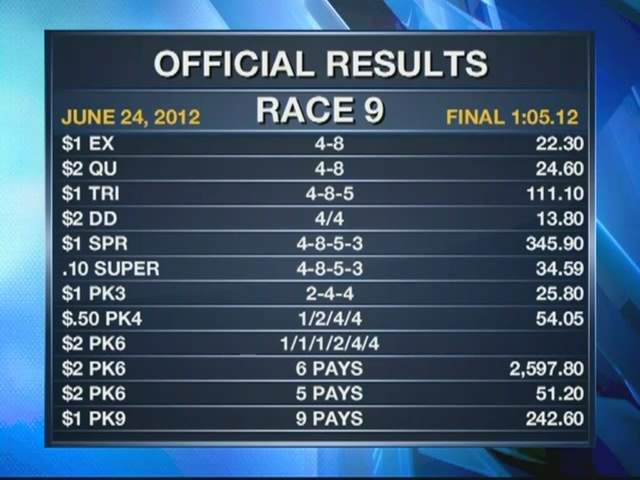 OFFICIAL RESULTS
JUNE 24, 2012 RACE 9 FINAL 1:05.12
$1 EX 4-8 22.30
$2 QU 4-8 24.60
$1 TRI 4-8-5 111.10
$2 DD 4/4 13.80
$1 SPR 4-8-5-3 345.90
.10 SUPER 4-8-5-3 34.59
$1 PK3 2-4-4 25.80
$.50 PK4 1/2/4/4 54.05
$2 PK6 1/1/1/2/4/4
$2 PK6 6 PAYS 2,597.80
$2 PK6 5 PAYS 51.20
$1 PK9 9 PAYS 242.60